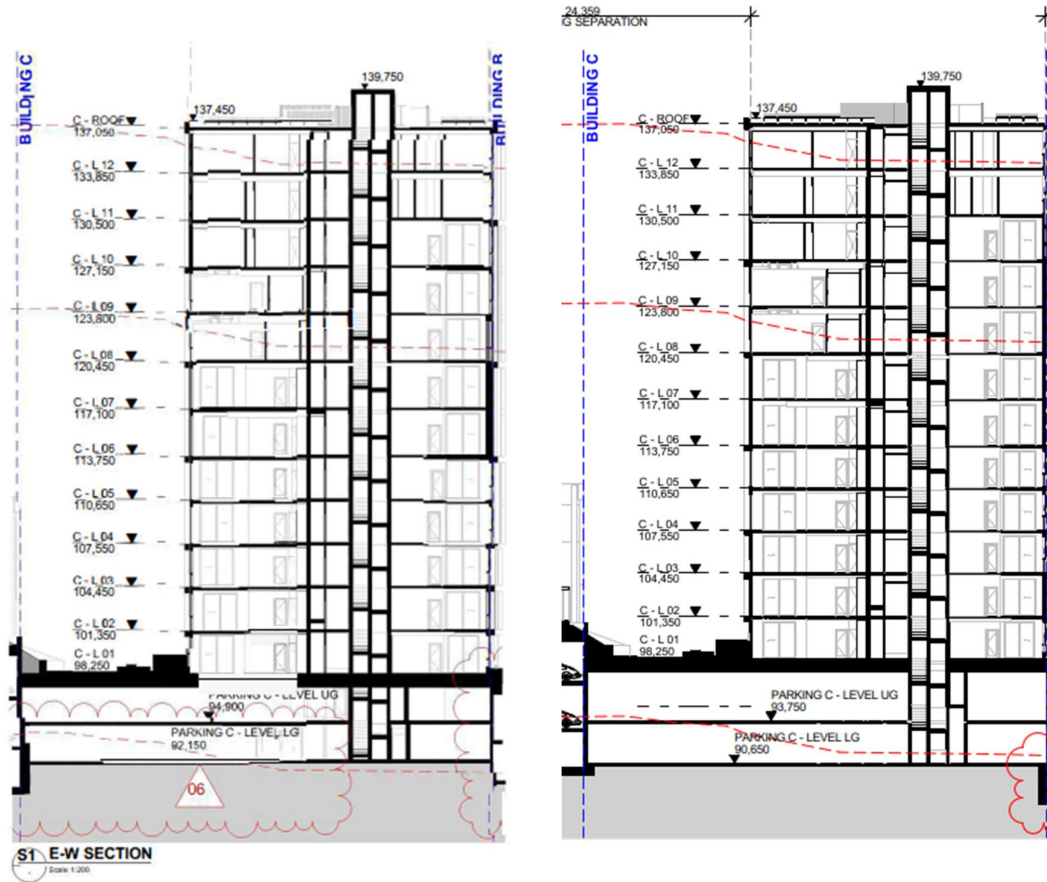 BUILDING C
BUILDING B
139,750
137,450
C - ROOF
137,050
C - L 12
133,850
C - L 11
130,500
C - L 10
127,150
C - L 09
123,800
C - L 08
120,450
C - L 07
117,100
C - L 06
113,750
C - L 05
110,650
C - L 04
107,550
C - L 03
104,450
C - L 02
101,350
C - L 01
98,250
PARKING C - LEVEL UG
94,900
PARKING C - LEVEL LG
92,150
06
S1 E-W SECTION
Scale 1:200
24,359
G SEPARATION
BUILDING C
139,750
137,450
C - ROOF
137,050
C - L 12
133,850
C - L 11
130,500
C - L 10
127,150
C - L 09
123,800
C - L 08
120,450
C - L 07
117,100
C - L 06
113,750
C - L 05
110,650
C - L 04
107,550
C - L 03
104,450
C - L 02
101,350
C - L 01
98,250
PARKING C - LEVEL UG
93,750
PARKING C - LEVEL LG
90,650